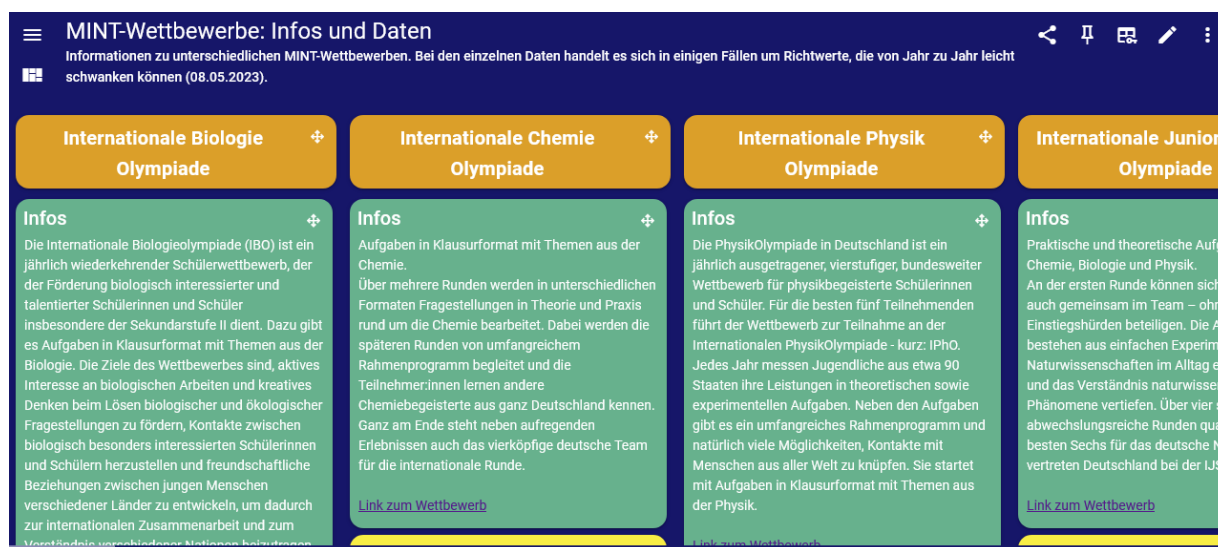 MINT-Wettbewerbe: Infos und Daten
Informationen zu unterschiedlichen MINT-Wettbewerben. Bei den einzelnen Daten handelt es sich in einigen Fällen um Richtwerte, die von Jahr zu Jahr leicht
schwanken können (08.05.2023).
Internationale Biologie
Olympiade
Infos
Die Internationale Biologieolympiade (IBO) ist ein
jährlich wiederkehrender Schülerwettbewerb, der
der Förderung biologisch interessierter und
talentierter Schülerinnen und Schüler
insbesondere der Sekundarstufe II dient. Dazu gibt
es Aufgaben in Klausurformat mit Themen aus der
Biologie. Die Ziele des Wettbewerbes sind, aktives
Interesse an biologischen Arbeiten und kreatives
Denken beim Lösen biologischer und ökologischer
Fragestellungen zu fördern, Kontakte zwischen
biologisch besonders interessierten Schülerinnen
und Schülern herzustellen und freundschaftliche
Beziehungen zwischen jungen Menschen
verschiedener Länder zu entwickeln, um dadurch
zur internationalen Zusammenarbeit und zum
Verständnis verschiedener Nationen beizutragen
Internationale Chemie
Olympiade
Infos
Aufgaben in Klausurformat mit Themen aus der
Chemie.
Über mehrere Runden werden in unterschiedlichen
Formaten Fragestellungen in Theorie und Praxis
rund um die Chemie bearbeitet. Dabei werden die
späteren Runden von umfangreichem
Rahmenprogramm begleitet und die
Teilnehmer:innen lernen andere
Chemiebegeisterte aus ganz Deutschland kennen.
Ganz am Ende steht neben aufregenden
Erlebnissen auch das vierköpfige deutsche Team
für die internationale Runde.
Link zum Wettbewerb
Internationale Physik
Olympiade
Infos
Die PhysikOlympiade in Deutschland ist ein
jährlich ausgetragener, vierstufiger, bundesweiter
Wettbewerb für physikbegeisterte Schülerinnen
und Schüler. Für die besten fünf Teilnehmenden
führt der Wettbewerb zur Teilnahme an der
Internationalen PhysikOlympiade - kurz: IPhO.
Jedes Jahr messen Jugendliche aus etwa 90
Staaten ihre Leistungen in theoretischen sowie
experimentellen Aufgaben. Neben den Aufgaben
gibt es ein umfangreiches Rahmenprogramm und
natürlich viele Möglichkeiten, Kontakte mit
Menschen aus aller Welt zu knüpfen. Sie startet
mit Aufgaben in Klausurformat mit Themen aus
der Physik.
Link zum Wettbewerb
Internationale Junior
Olympiade
Infos
Praktische und theoretische Auf
Chemie, Biologie und Physik.
An der ersten Runde können sich
auch gemeinsam im Team – oh
Einstiegshürden beteiligen. Die A
bestehen aus einfachen Experim
Naturwissenschaften im Alltag e
und das Verständnis naturwisse
Phänomene vertiefen. Über vier s
abwechslungsreiche Runden qua
besten Sechs für das deutsche N
vertreten Deutschland bei der IJS
Link zum Wettbewerb